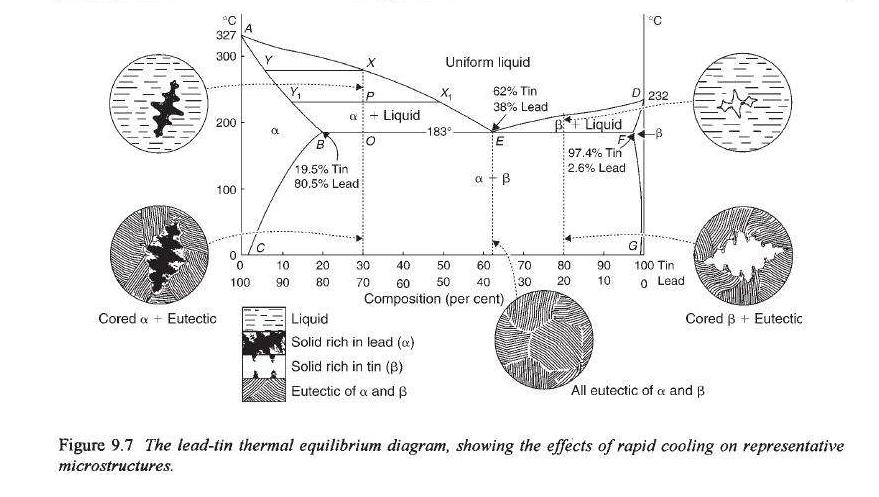 °C
°C
327
A
300
Y
X
Uniform liquid
Y1
P
X1
62% Tin
38% Lead
D
232
α + Liquid
200
α
183°
β + Liquid
B
O
E
F
β
19.5% Tin
80.5% Lead
97.4% Tin
2.6% Lead
α + β
100
C
G
0
0 10 20 30 40 50 60 70 80 90 100 Tin
100 90 80 70 60 50 40 30 20 10 0 Lead
Composition (per cent)
Cored α + Eutectic
Cored β + Eutectic
Liquid
Solid rich in lead (α)
Solid rich in tin (β)
Eutectic of α and β
All eutectic of α and β
Figure 9.7 The lead-tin thermal equilibrium diagram, showing the effects of rapid cooling on representative
microstructures.